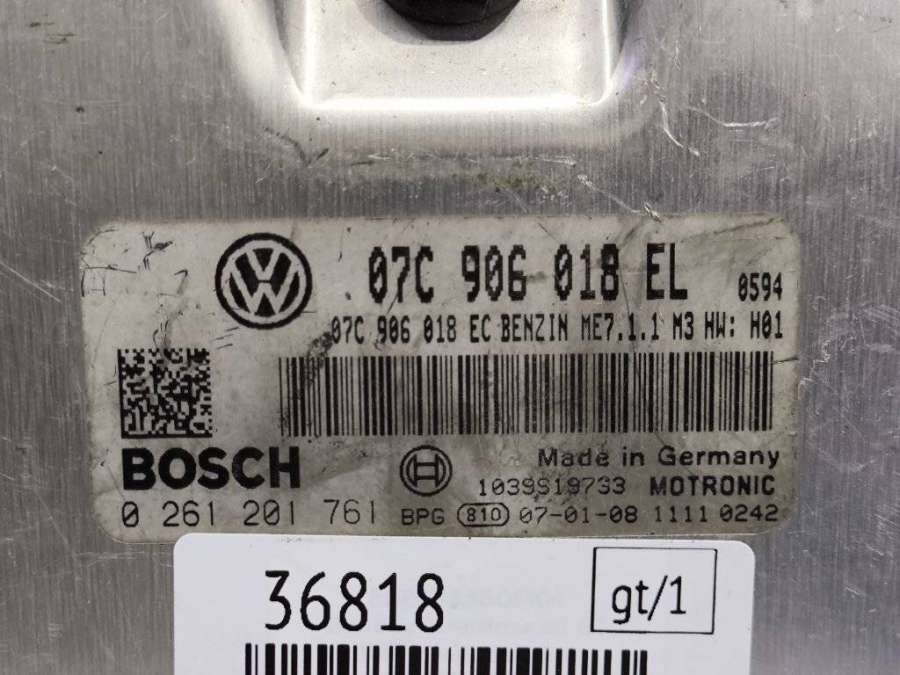 07C 906 018 EL 0594
07C 906 018 EC BENZIN ME7.1.1 M3 HW: H01
BOSCH
Made in Germany
1039S19733 MOTRONIC
0 261 201 761 BPG 810 07-01-08 1111 0242
36818
gt/1